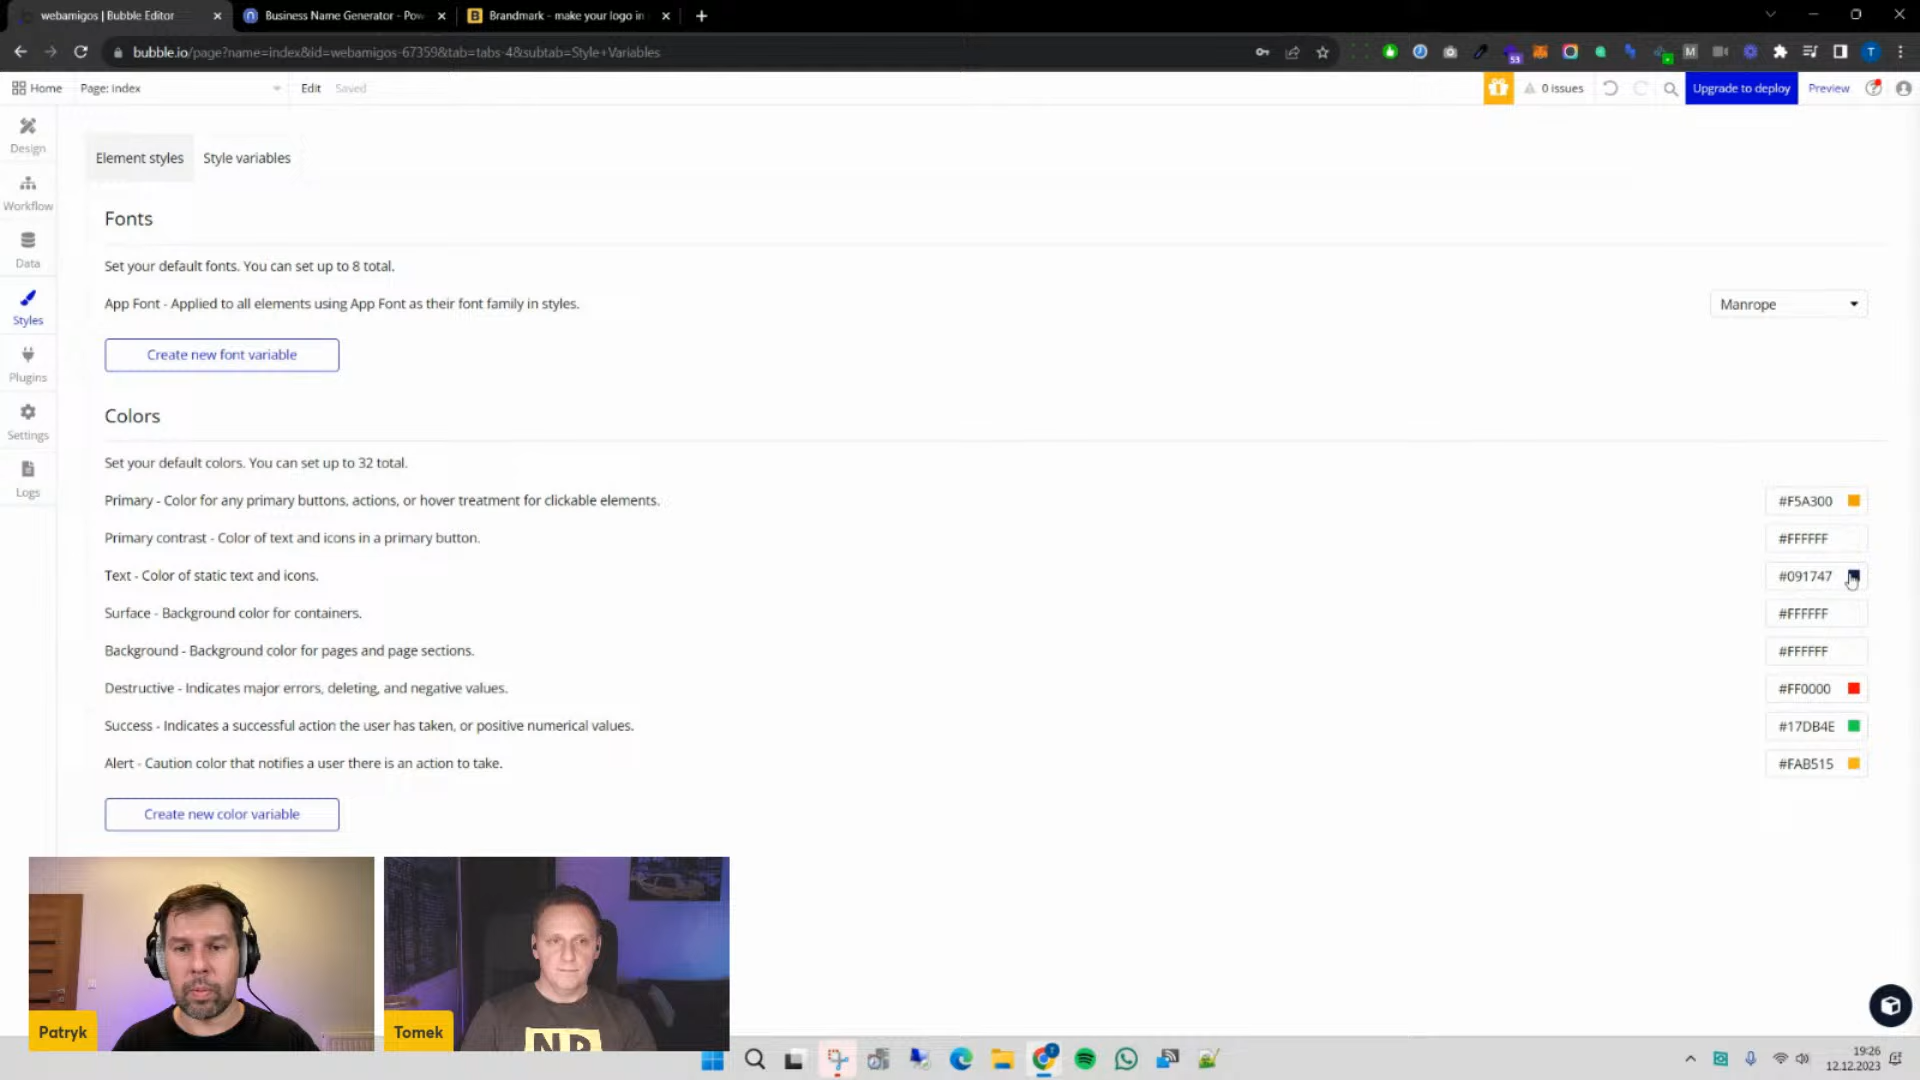 webamigos | Bubble Editor
Business Name Generator - Pow
Brandmark - make your logo in
bubble.io/page?name=index&id=webamigos-67359&tab=tabs-4&subtab=Style+Variables
53
M
T
Home
Page: index
Edit
Saved
0 issues
Upgrade to deploy
Preview
Design
Workflow
Data
Styles
Plugins
Settings
Logs
Element styles
Style variables
Fonts
Set your default fonts. You can set up to 8 total.
App Font - Applied to all elements using App Font as their font family in styles.
Manrope
Create new font variable
Colors
Set your default colors. You can set up to 32 total.
Primary - Color for any primary buttons, actions, or hover treatment for clickable elements.
#F5A300
Primary contrast - Color of text and icons in a primary button.
#FFFFFF
Text - Color of static text and icons.
#091747
Surface - Background color for containers.
#FFFFFF
Background - Background color for pages and page sections.
#FFFFFF
Destructive - Indicates major errors, deleting, and negative values.
#FF0000
Success - Indicates a successful action the user has taken, or positive numerical values.
#17DB4E
Alert - Caution color that notifies a user there is an action to take.
#FAB515
Create new color variable
Patryk
Tomek
19:26
12.12.2023